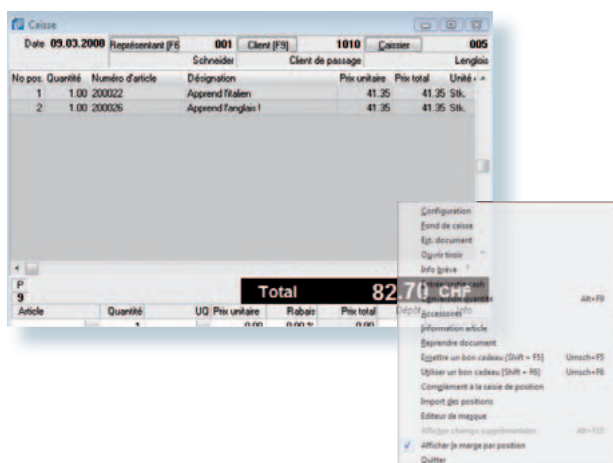 Caisse
Date 09.03.2000 Représentant [F6 001 Client [F9] 1010 Caissier 005
Schneider Client de passage Lenglois
No pos. Quantité Numéro d'article Désignation Prix unitaire Prix total Unité
1 1.00 200022 Apprend l'italien 41.35 41.35 Stk.
2 1.00 200026 Apprend l'anglais ! 41.35 41.35 Stk.
P
9
Total 82.70 CHF
Article Quantité UQ Prix unitaire Rabais Prix total Dépôt Info
1 0.00 0.00 % 0.00
Configuration
Fond de caisse
Ext. document
Ouvrir tiroir
Info brève
Alt+F9
Accessoires
Information article
Reprendre document
Emettre un bon cadeau [Shift + F5] Umsch+F5
Utiliser un bon cadeau [Shift + F6] Umsch+F6
Complément à la saisie de position
Import des positions
Editeur de masque
Afficher champs supplémentaire Alt+F10
Afficher la marge par position
Quitter